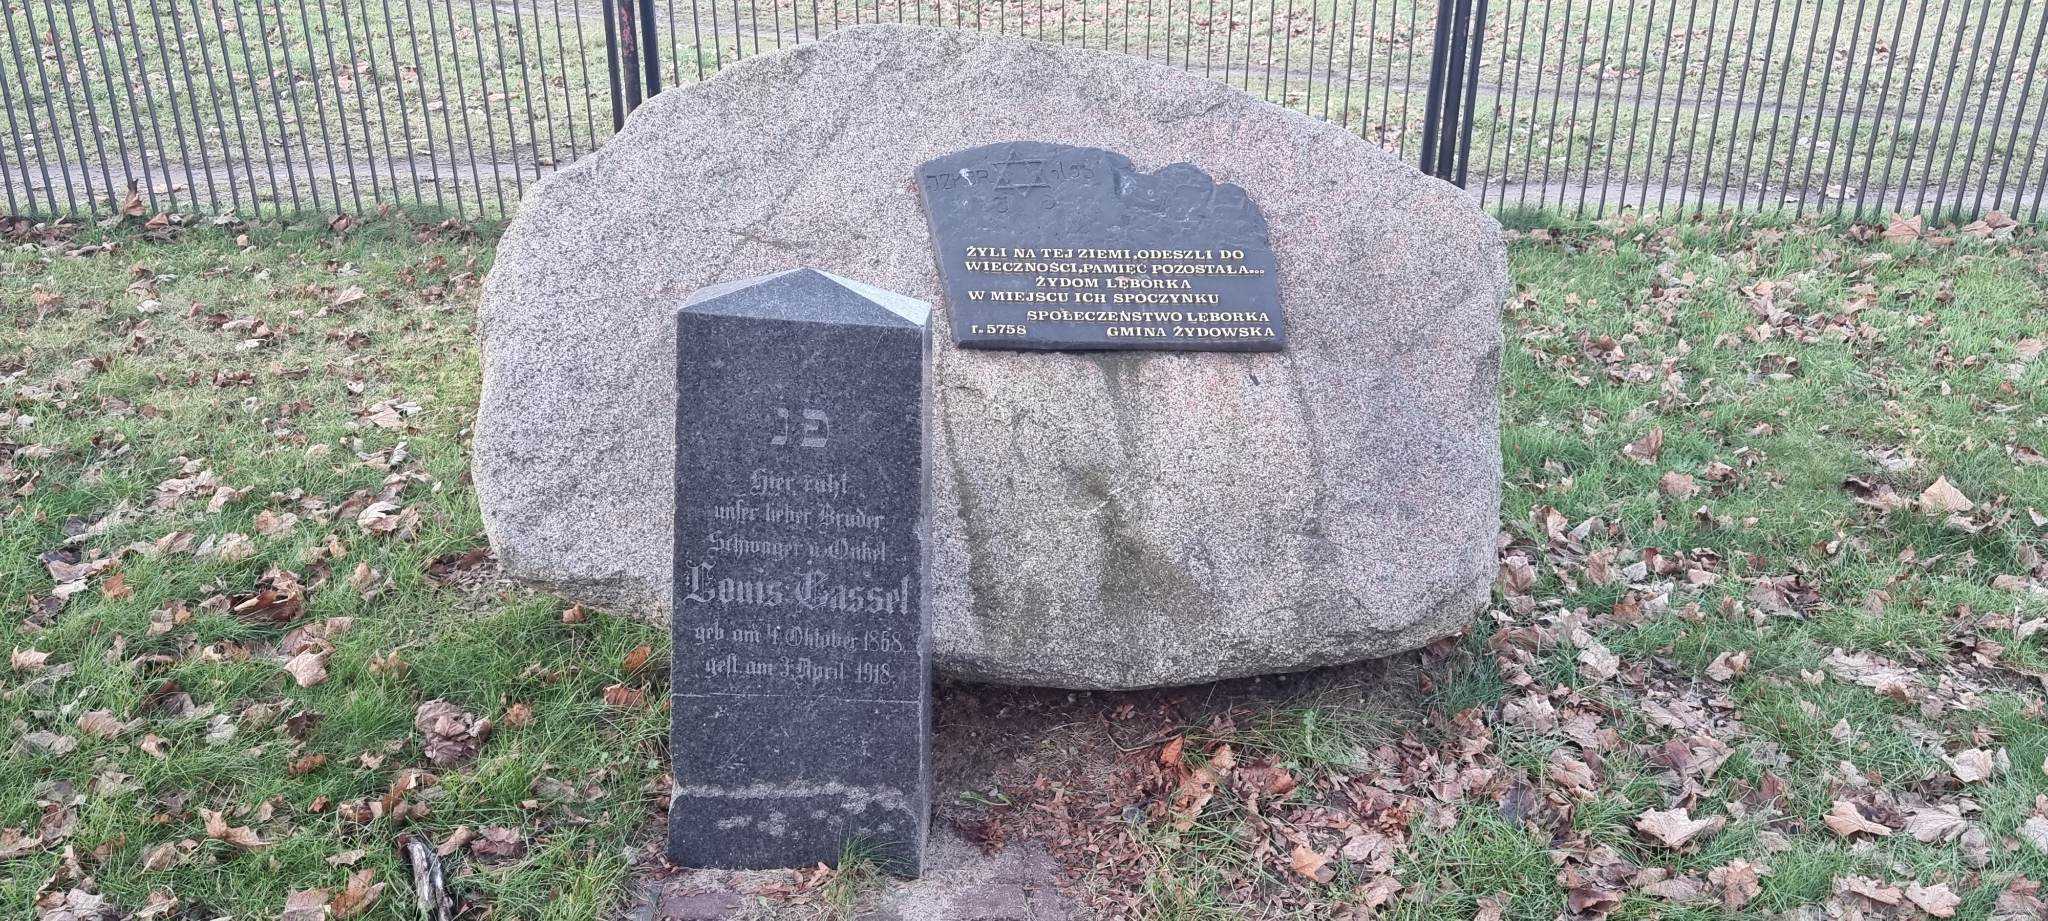 פ נ
Hier ruht
unser lieber Bruder,
Schwager u. Onkel
Louis Cassel
geb. am 4. Oktober 1868.
gest. am 3. April 1918.
ŻYLI NA TEJ ZIEMI, ODESZLI DO
WIECZNOŚCI, PAMIĘĆ POZOSTAŁA...
ŻYDOM LĘBORKA
W MIEJSCU ICH SPOCZYNKU
SPOŁECZEŃSTWO LĘBORKA
r. 5758 GMINA ŻYDOWSKA